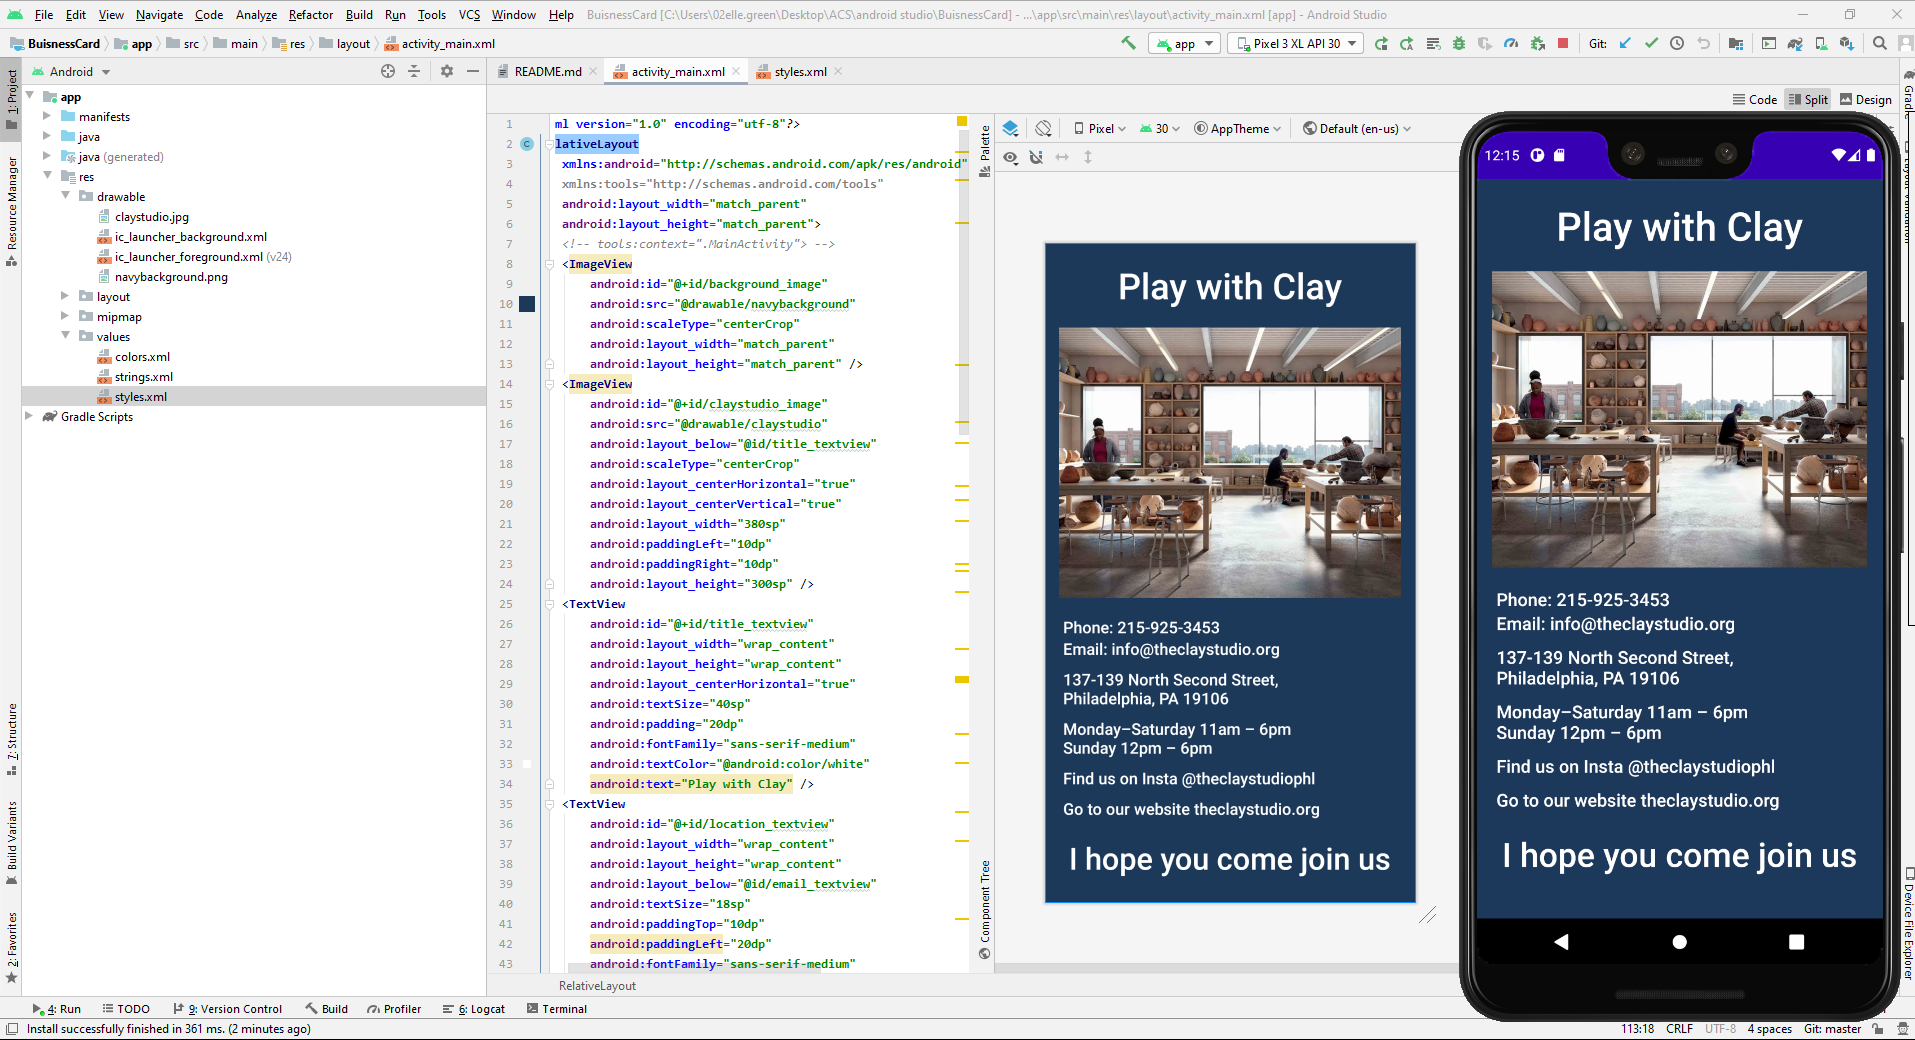 File Edit View Navigate Code Analyze Refactor Build Run Tools VCS Window Help BuisnessCard [C:\Users\02elle.green\Desktop\ACS\android studio\BuisnessCard] - ...\app\src\main\res\layout\activity_main.xml [app] - Android Studio
BuisnessCard app src main res layout activity_main.xml app Pixel 3 XL API 30 Git:
Android
README.md activity_main.xml styles.xml
Code Split Design
1: Project
Resource Manager
7: Structure
Build Variants
2: Favorites
app
manifests
java
java (generated)
res
drawable
claystudio.jpg
ic_launcher_background.xml
ic_launcher_foreground.xml (v24)
navybackground.png
layout
mipmap
values
colors.xml
strings.xml
styles.xml
Gradle Scripts
1 ml version="1.0" encoding="utf-8"?>
2 lativeLayout
3 xmlns:android="http://schemas.android.com/apk/res/android"
4 xmlns:tools="http://schemas.android.com/tools"
5 android:layout_width="match_parent"
6 android:layout_height="match_parent">
7 <!-- tools:context=".MainActivity"> -->
8 <ImageView
9 android:id="@+id/background_image"
10 android:src="@drawable/navybackground"
11 android:scaleType="centerCrop"
12 android:layout_width="match_parent"
13 android:layout_height="match_parent" />
14 <ImageView
15 android:id="@+id/claystudio_image"
16 android:src="@drawable/claystudio"
17 android:layout_below="@id/title_textview"
18 android:scaleType="centerCrop"
19 android:layout_centerHorizontal="true"
20 android:layout_centerVertical="true"
21 android:layout_width="380sp"
22 android:paddingLeft="10dp"
23 android:paddingRight="10dp"
24 android:layout_height="300sp" />
25 <TextView
26 android:id="@+id/title_textview"
27 android:layout_width="wrap_content"
28 android:layout_height="wrap_content"
29 android:layout_centerHorizontal="true"
30 android:textSize="40sp"
31 android:padding="20dp"
32 android:fontFamily="sans-serif-medium"
33 android:textColor="@android:color/white"
34 android:text="Play with Clay" />
35 <TextView
36 android:id="@+id/location_textview"
37 android:layout_width="wrap_content"
38 android:layout_height="wrap_content"
39 android:layout_below="@id/email_textview"
40 android:textSize="18sp"
41 android:paddingTop="10dp"
42 android:paddingLeft="20dp"
43 android:fontFamily="sans-serif-medium"
RelativeLayout
Palette
Component Tree
Pixel 30 AppTheme Default (en-us)
Play with Clay
Phone: 215-925-3453
Email: info@theclaystudio.org
137-139 North Second Street,
Philadelphia, PA 19106
Monday–Saturday 11am – 6pm
Sunday 12pm – 6pm
Find us on Insta @theclaystudiophl
Go to our website theclaystudio.org
I hope you come join us
12:15
Play with Clay
Phone: 215-925-3453
Email: info@theclaystudio.org
137-139 North Second Street,
Philadelphia, PA 19106
Monday–Saturday 11am – 6pm
Sunday 12pm – 6pm
Find us on Insta @theclaystudiophl
Go to our website theclaystudio.org
I hope you come join us
Device File Explorer
4: Run TODO 9: Version Control Build Profiler 6: Logcat Terminal
Install successfully finished in 361 ms. (2 minutes ago) 113:18 CRLF UTF-8 4 spaces Git: master